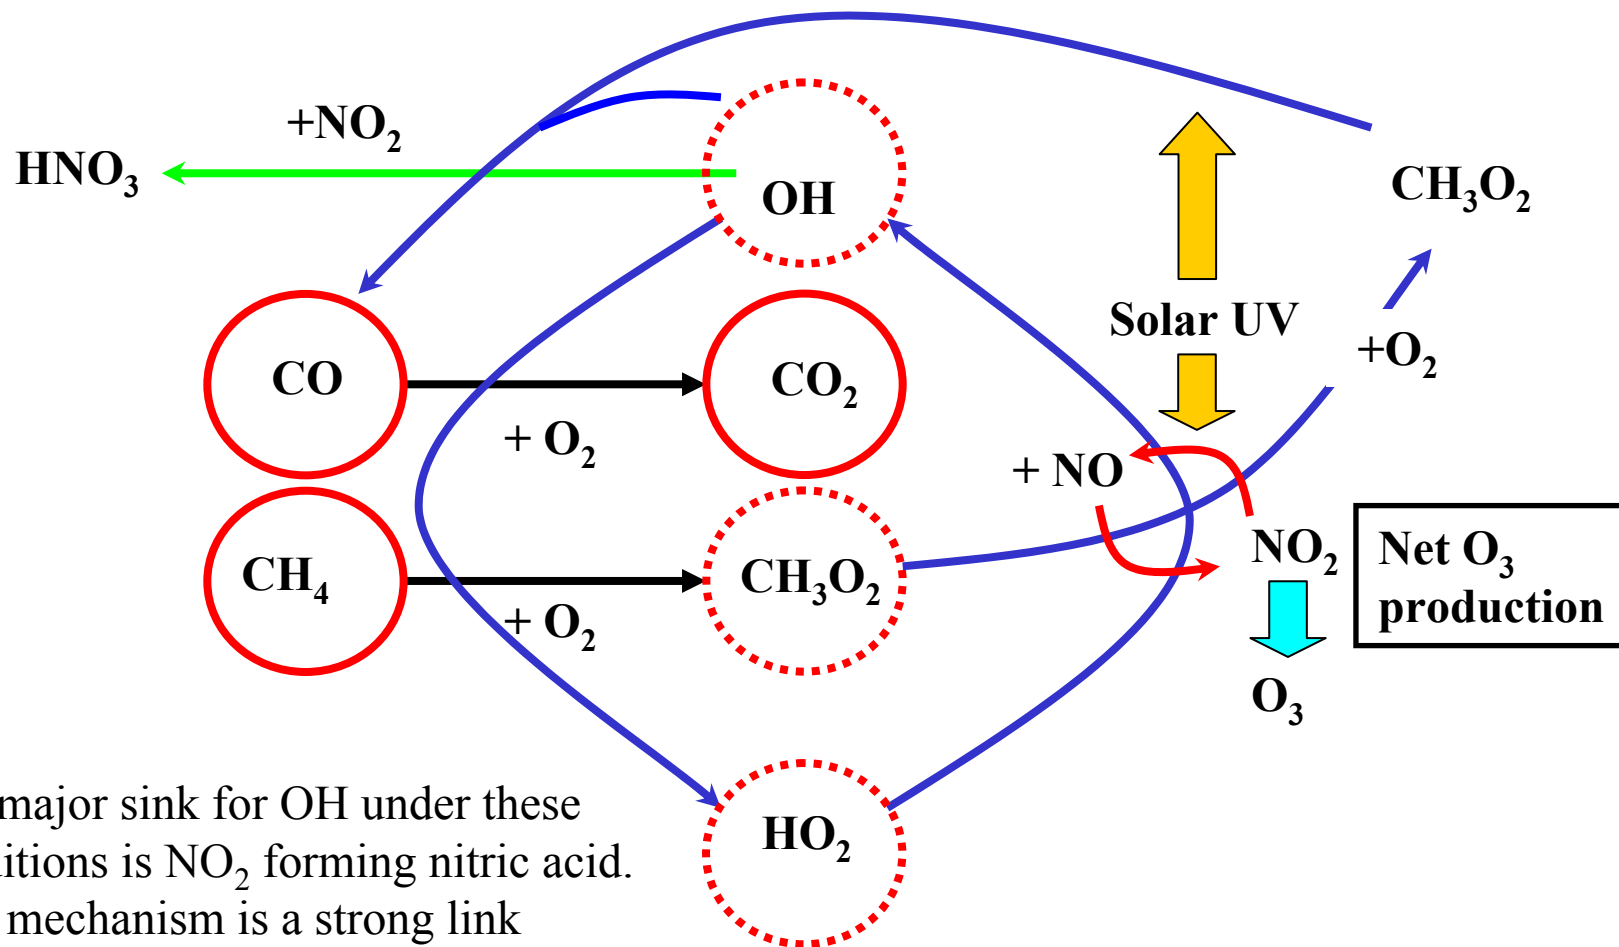 +NO₂
HNO₃
OH
CH₃O₂
Solar UV
+O₂
CO
CO₂
+ O₂
+ NO
NO₂
Net O₃
production
CH₄
CH₃O₂
+ O₂
O₃
major sink for OH under these
HO₂
is NO₂ forming nitric acid.
mechanism is a strong link